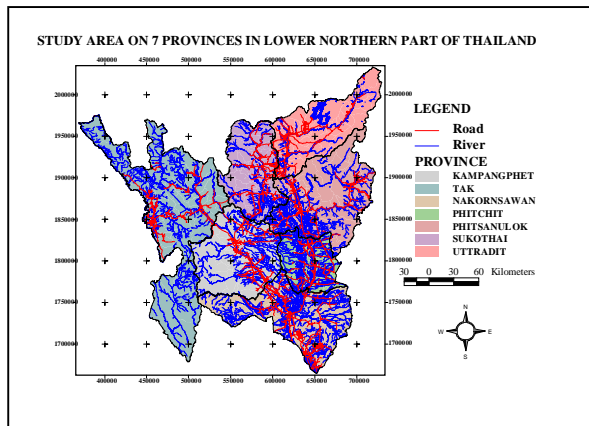 STUDY AREA ON 7 PROVINCES IN LOWER NORTHERN PART OF THAILAND
400000 450000 500000 550000 600000 650000 700000
2000000 2000000
1950000 1950000
1900000 1900000
1850000 1850000
1800000 1800000
1750000 1750000
1700000 1700000
400000 450000 500000 550000 600000 650000 700000
LEGEND
Road
River
PROVINCE
KAMPANGPHET
TAK
NAKORNSAWAN
PHITCHIT
PHITSANULOK
SUKOTHAI
UTTRADIT
30 0 30 60 Kilometers
N
W E
S